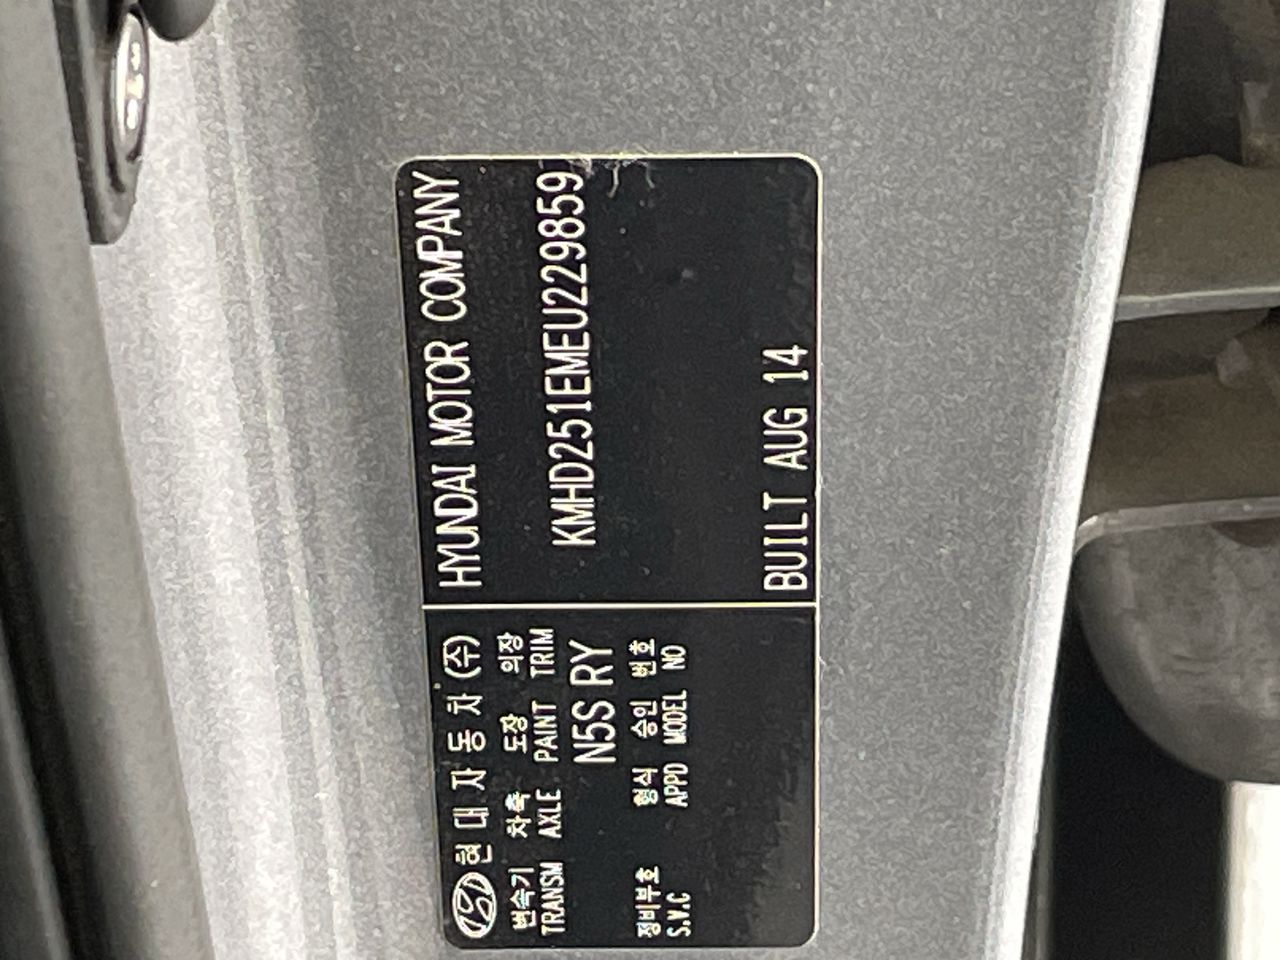 현대자동차(주)
변속기 차축 도장 의장
TRANSM AXLE PAINT TRIM
N5S RY
정비부호 형식 승인 번호
S.V.C APPD MODEL NO
HYUNDAI MOTOR COMPANY
KMHD251EMEU229859
BUILT AUG 14